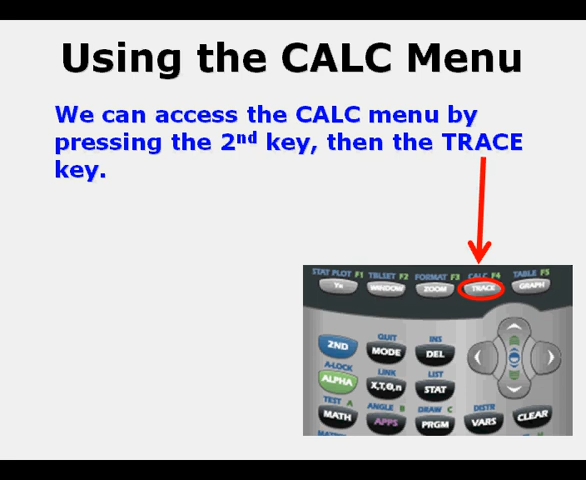 Using the CALC Menu
We can access the CALC menu by
pressing the 2nd key, then the TRACE
key.
STAT PLOT F1 TBLSET F2 FORMAT F3 CALC F4 TABLE F5
Y= WINDOW ZOOM TRACE GRAPH
QUIT INS
2ND MODE DEL
A-LOCK LINK LIST
ALPHA X,T,Θ,n STAT
TEST A ANGLE B DRAW C DISTR
MATH APPS PRGM VARS CLEAR